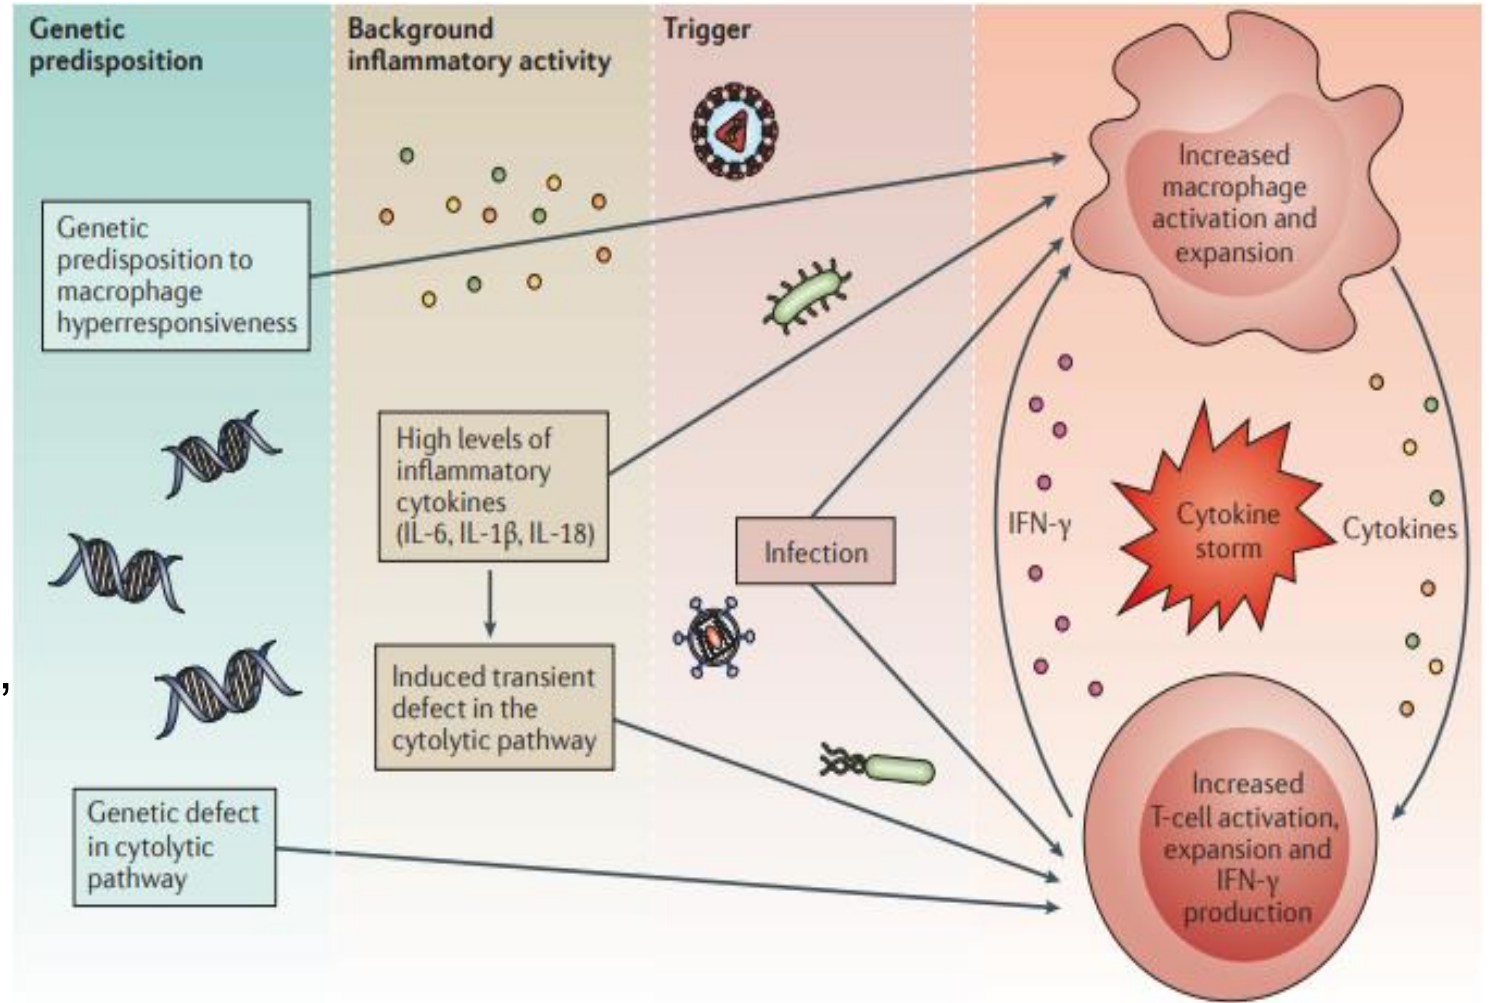 Genetic
predisposition
Background
inflammatory activity
Trigger
Genetic
predisposition to
macrophage
hyperresponsiveness
High levels of
inflammatory
cytokines
(IL-6, IL-1β, IL-18)
Induced transient
defect in the
cytolytic pathway
Genetic defect
in cytolytic
pathway
Infection
Increased
macrophage
activation and
expansion
IFN-γ
Cytokine
storm
Cytokines
Increased
T-cell activation,
expansion and
IFN-γ
production
,